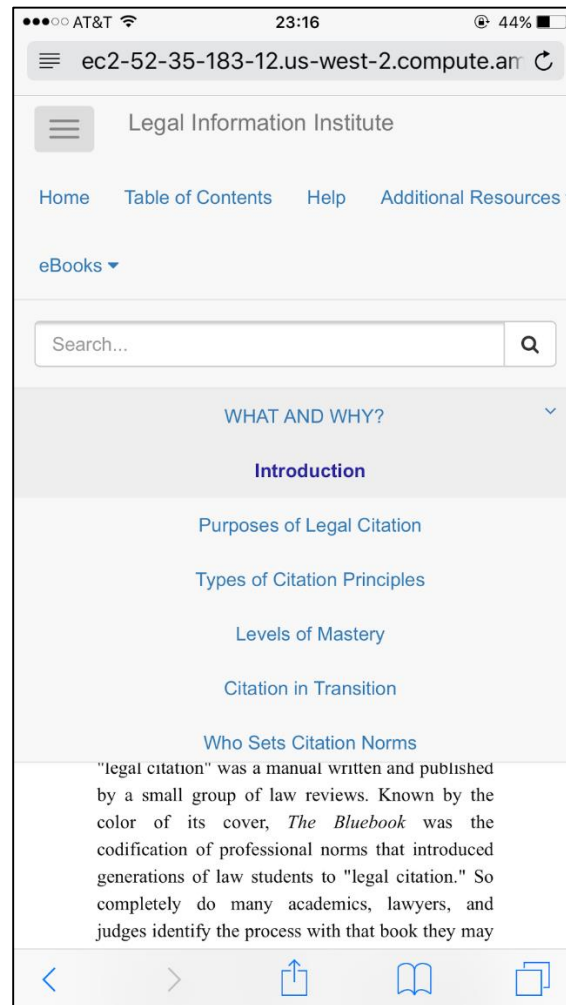 AT&T 23:16 44%
ec2-52-35-183-12.us-west-2.compute.am
Legal Information Institute
Home Table of Contents Help Additional Resources
eBooks
Search...
WHAT AND WHY?
Introduction
Purposes of Legal Citation
Types of Citation Principles
Levels of Mastery
Citation in Transition
Who Sets Citation Norms
"legal citation" was a manual written and published
by a small group of law reviews. Known by the
color of its cover, The Bluebook was the
codification of professional norms that introduced
generations of law students to "legal citation." So
completely do many academics, lawyers, and
judges identify the process with that book they may